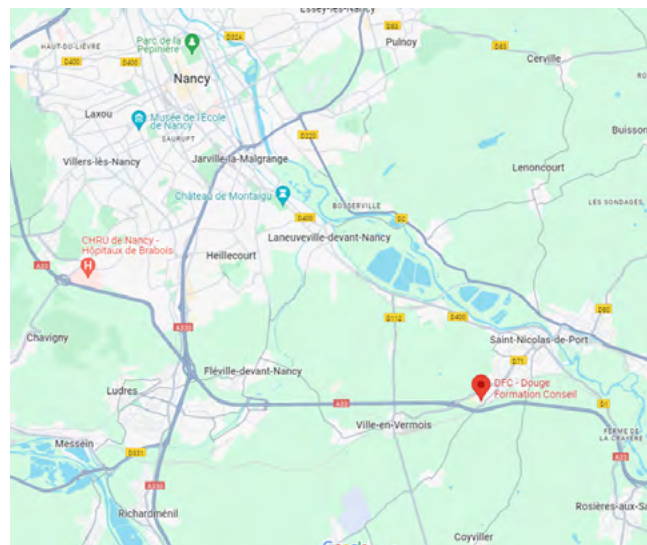 Essey-lès-Nancy
HAUT-DU-LIÈVRE
Parc de la
Pépinière
D32A
D83
Pulnoy
D83
Cerville
D400
D400
Nancy
Laxou
Musée de l'École
de Nancy
SAURUPT
D220
Buisson
Villers-lès-Nancy
Jarville-la-Malgrange
Lenoncourt
Château de Montaigu
BOSSERVILLE
LES SONDAGES
D400
D2
Laneuveville-devant-Nancy
CHRU de Nancy -
Hôpitaux de Brabois
A33
Heillecourt
D112
D400
D80
Chavigny
A330
Saint-Nicolas-de-Port
D71
Fléville-devant-Nancy
DFC - Douge
Formation Conseil
Ludres
A33
D1
Ville-en-Vermois
FERME DE
LA CRAYÈRE
Messein
D331
A33
A330
Richardménil
Rosières-aux-Sa
Coyviller
Google